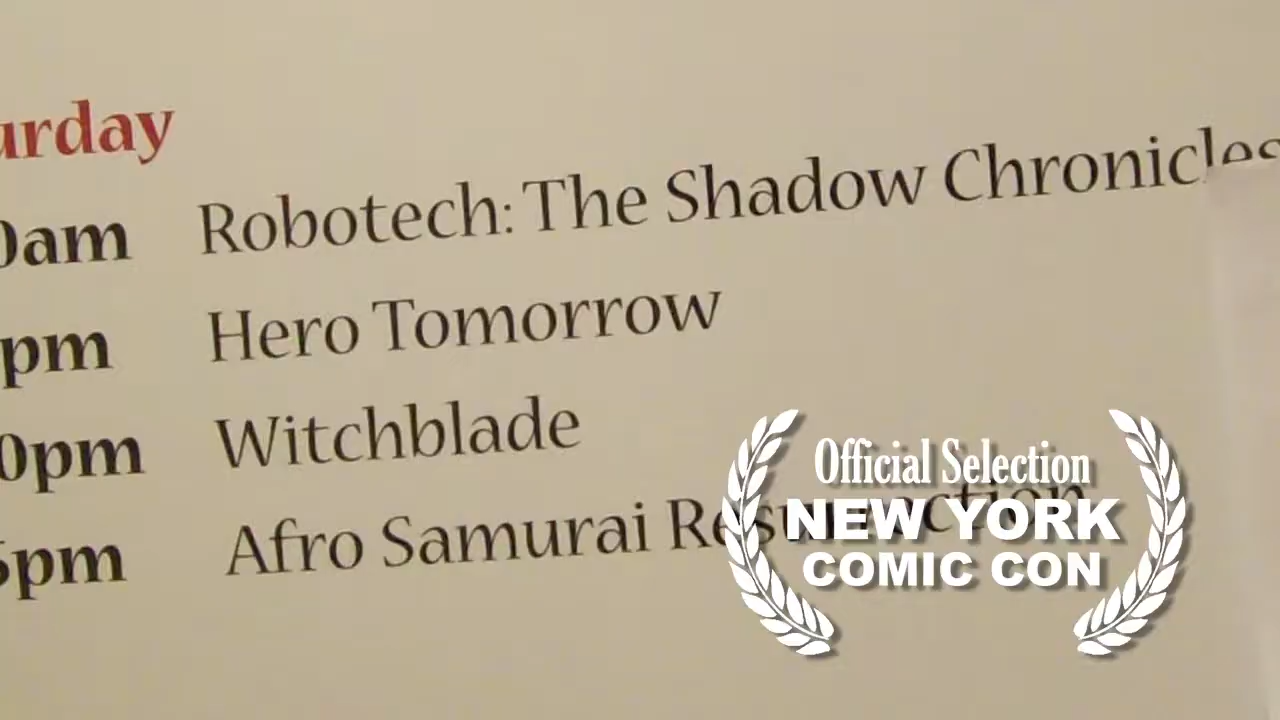 urday
0am Robotech: The Shadow Chronicles
pm Hero Tomorrow
0pm Witchblade
5pm Afro Samurai Resurrection
Official Selection
NEW YORK
COMIC CON